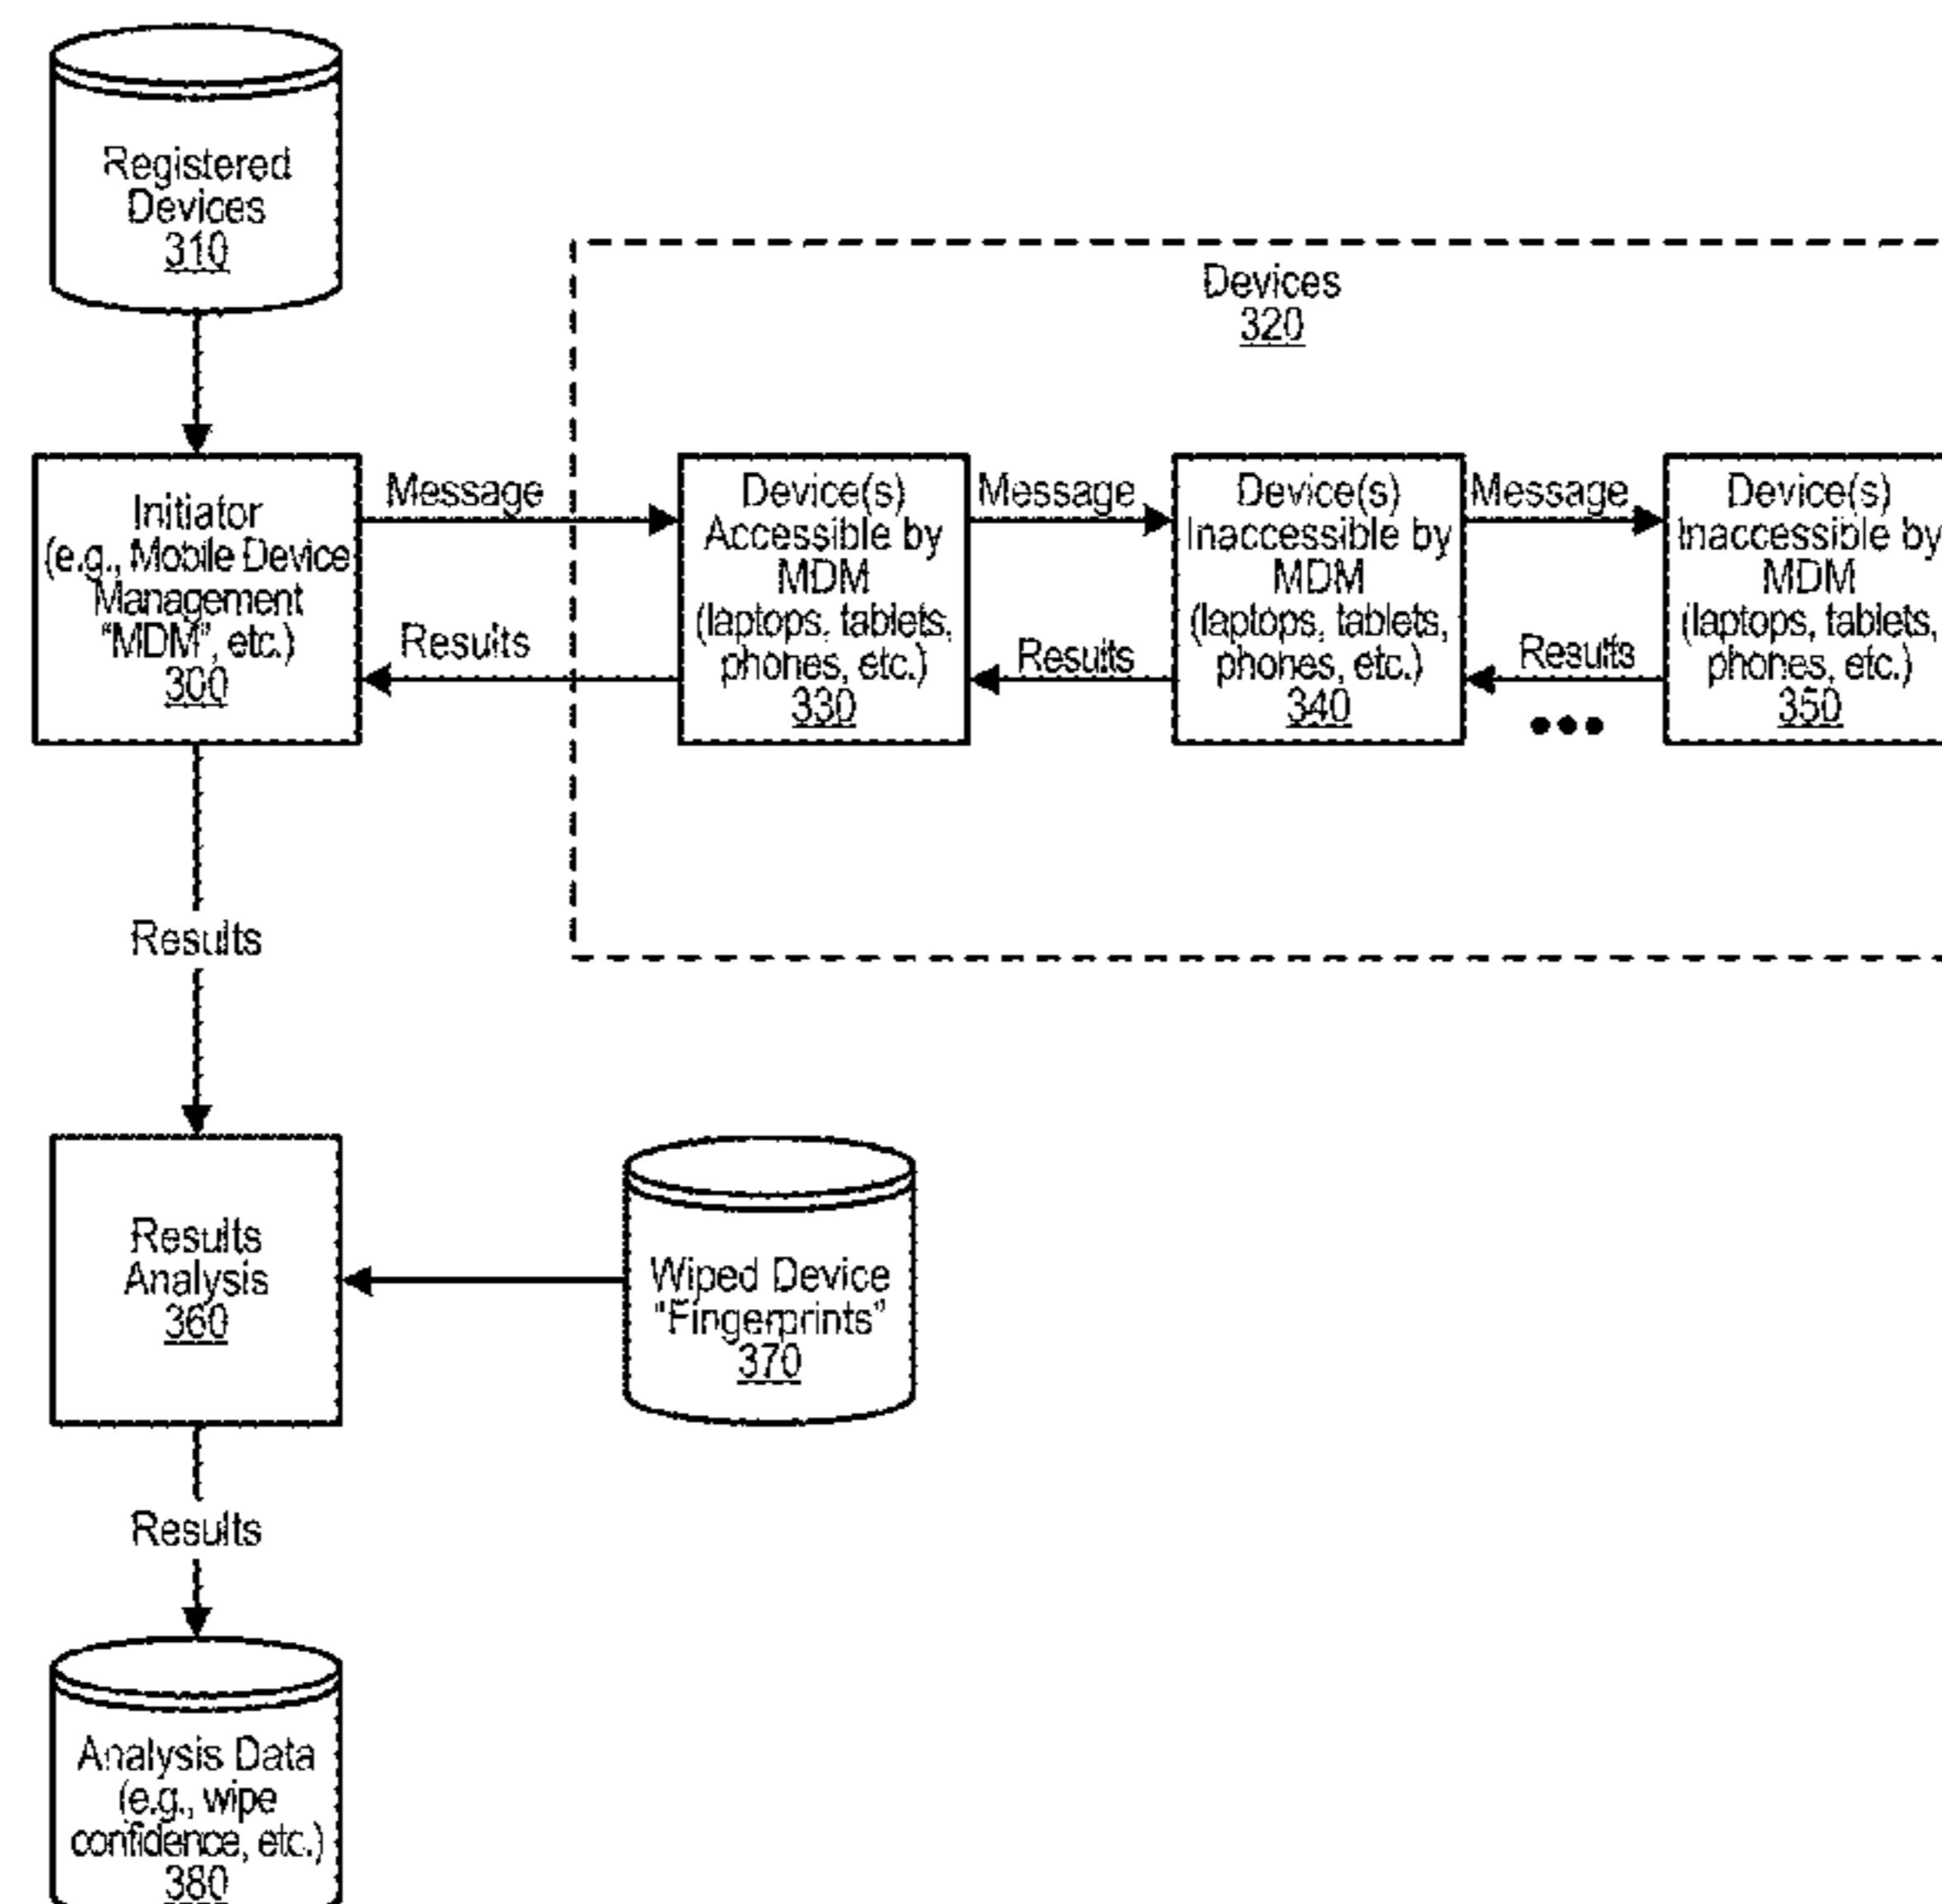 Registered
Devices
310
Devices
320
Initiator
(e.g., Mobile Device
Management
“MDM”, etc.)
300
Message
Results
Device(s)
Accessible by
MDM
(laptops, tablets,
phones, etc.)
330
Message
Results
Device(s)
Inaccessible by
MDM
(laptops, tablets,
phones, etc.)
340
Message
Results
•••
Device(s)
Inaccessible by
MDM
(laptops, tablets,
phones, etc.)
350
Results
Results
Analysis
360
Wiped Device
“Fingerprints”
370
Results
Analysis Data
(e.g., wipe
confidence, etc.)
380